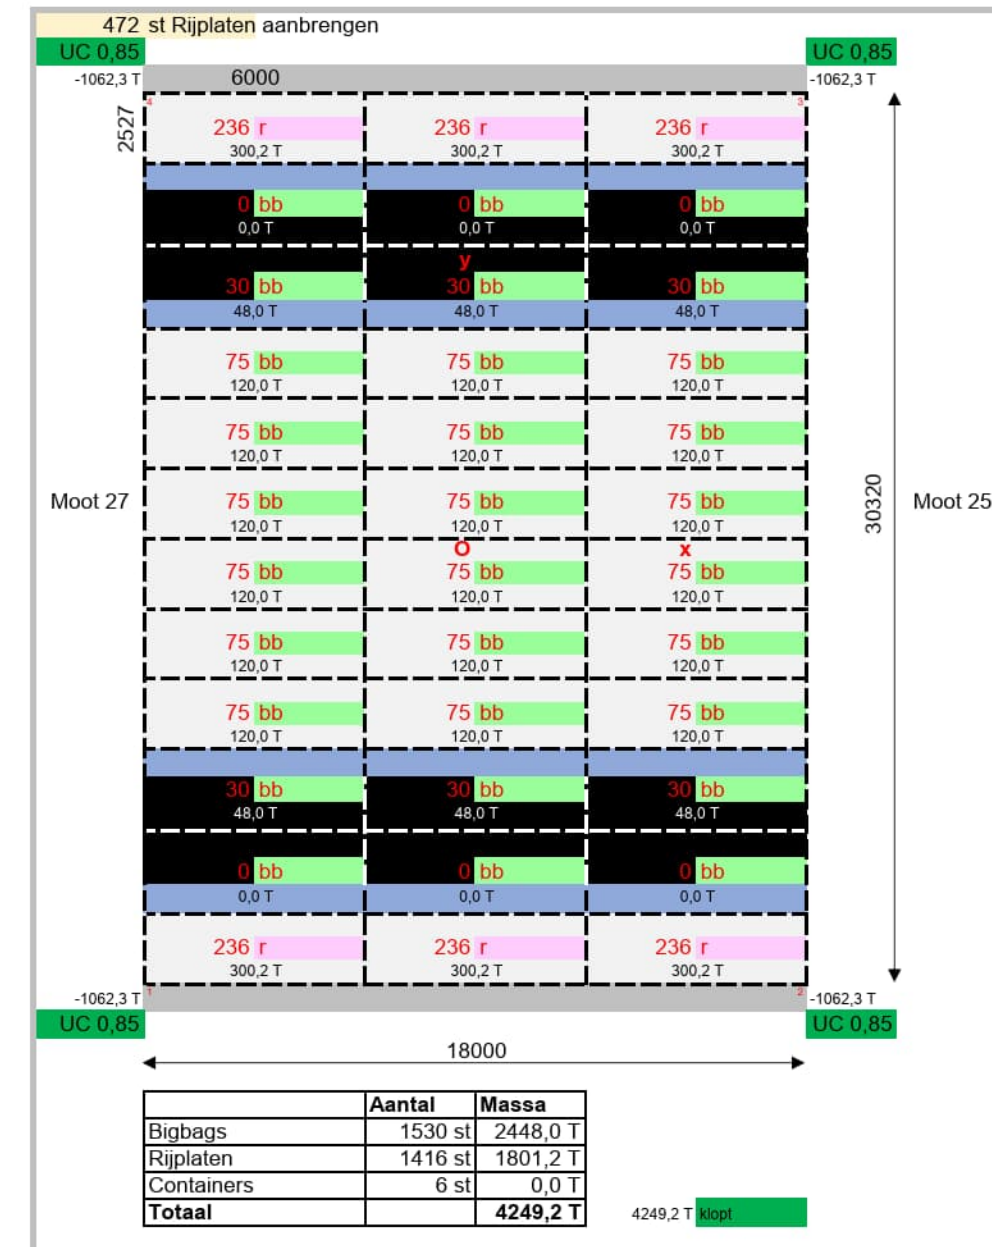 472 st Rijplaten aanbrengen
UC 0,85 UC 0,85
-1062,3 T 6000 -1062,3 T
4 3
2527
236 r 236 r 236 r
300,2 T 300,2 T 300,2 T
0 bb 0 bb 0 bb
0,0 T 0,0 T 0,0 T
y
30 bb 30 bb 30 bb
48,0 T 48,0 T 48,0 T
75 bb 75 bb 75 bb
120,0 T 120,0 T 120,0 T
75 bb 75 bb 75 bb
120,0 T 120,0 T 120,0 T
Moot 27 75 bb 75 bb 75 bb 30320 Moot 25
120,0 T 120,0 T 120,0 T
O x
75 bb 75 bb 75 bb
120,0 T 120,0 T 120,0 T
75 bb 75 bb 75 bb
120,0 T 120,0 T 120,0 T
75 bb 75 bb 75 bb
120,0 T 120,0 T 120,0 T
30 bb 30 bb 30 bb
48,0 T 48,0 T 48,0 T
0 bb 0 bb 0 bb
0,0 T 0,0 T 0,0 T
236 r 236 r 236 r
300,2 T 300,2 T 300,2 T
1 2
-1062,3 T -1062,3 T
UC 0,85 UC 0,85
18000
Aantal Massa
Bigbags 1530 st 2448,0 T
Rijplaten 1416 st 1801,2 T
Containers 6 st 0,0 T
Totaal 4249,2 T 4249,2 T klopt